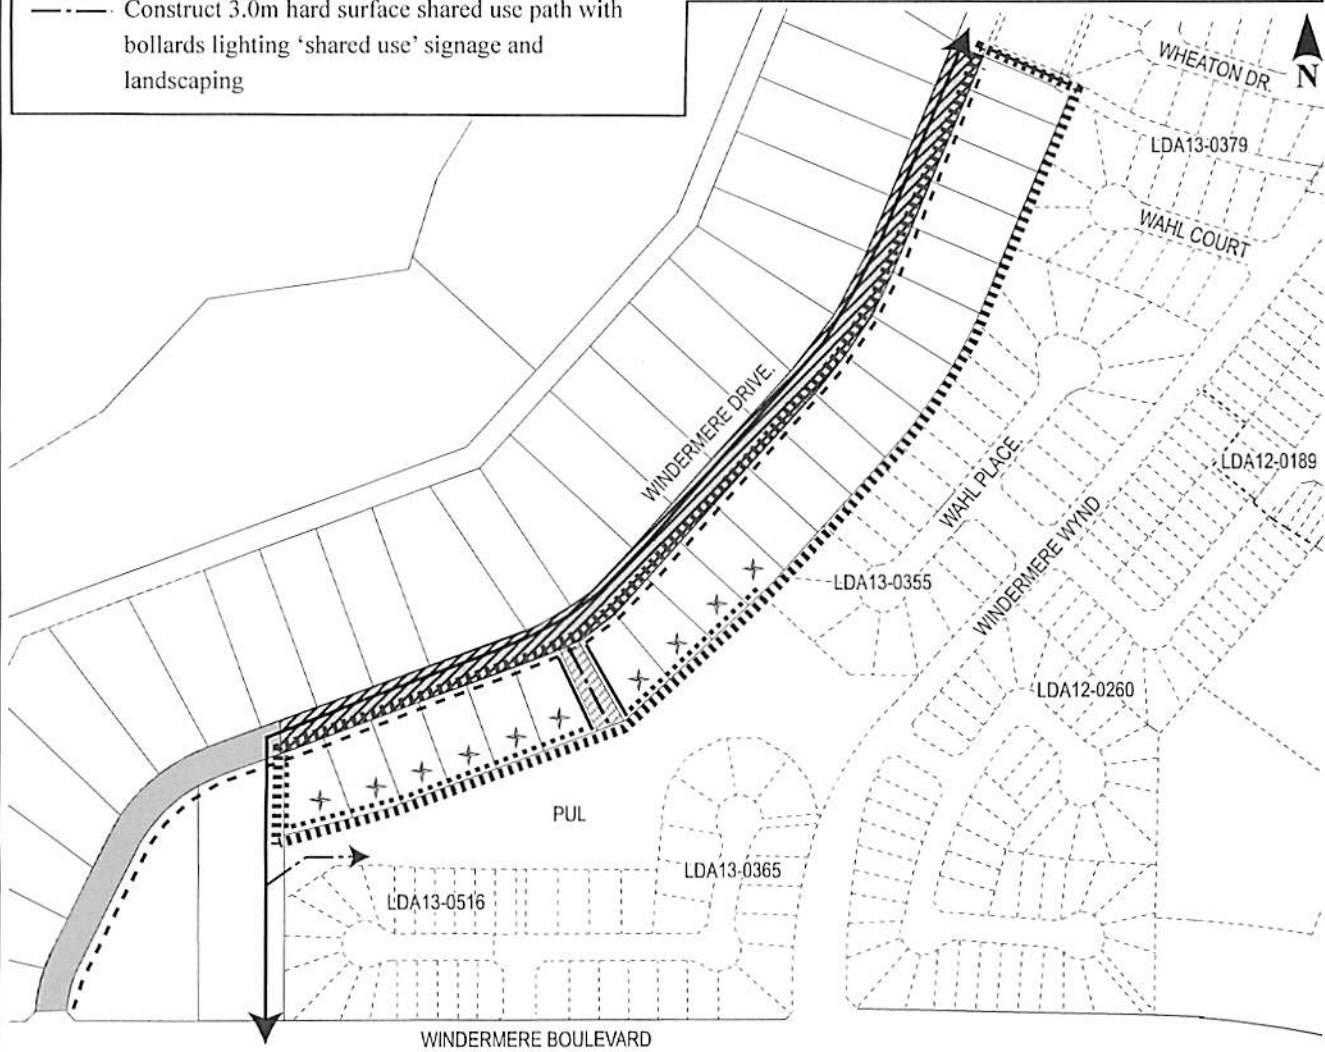 Construct 3.0m hard surface shared use path with
bollards lighting ‘shared use’ signage and
landscaping
N
WHEATON DR.
LDA13-0379
WAHL COURT
WINDERMERE DRIVE.
WAHL PLACE
LDA12-0189
WINDERMERE WYND
LDA13-0355
LDA12-0260
PUL
LDA13-0365
LDA13-0516
WINDERMERE BOULEVARD